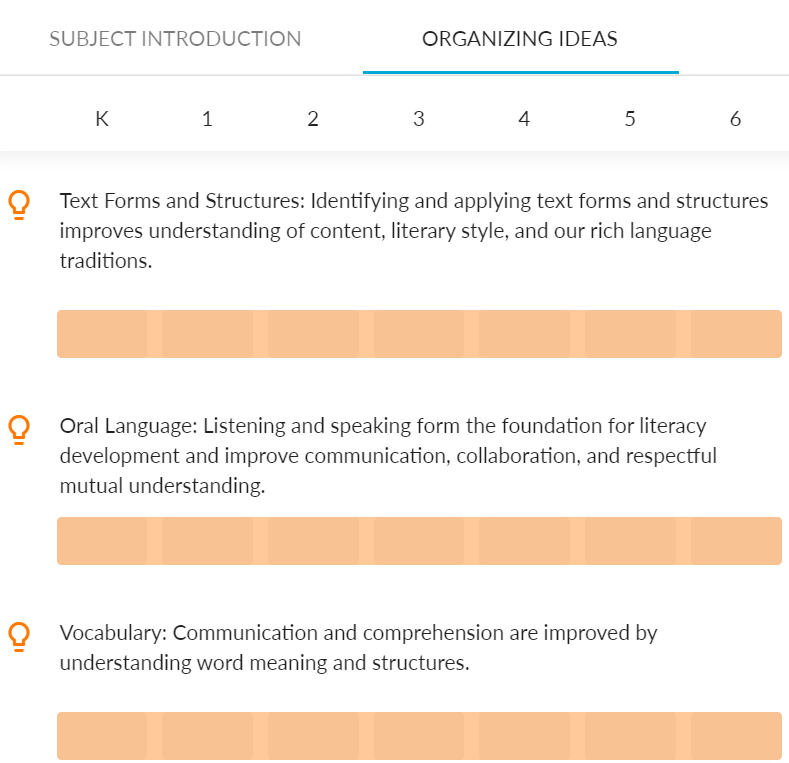 SUBJECT INTRODUCTION ORGANIZING IDEAS
K 1 2 3 4 5 6
Text Forms and Structures: Identifying and applying text forms and structures
improves understanding of content, literary style, and our rich language
traditions.
Oral Language: Listening and speaking form the foundation for literacy
development and improve communication, collaboration, and respectful
mutual understanding.
Vocabulary: Communication and comprehension are improved by
understanding word meaning and structures.